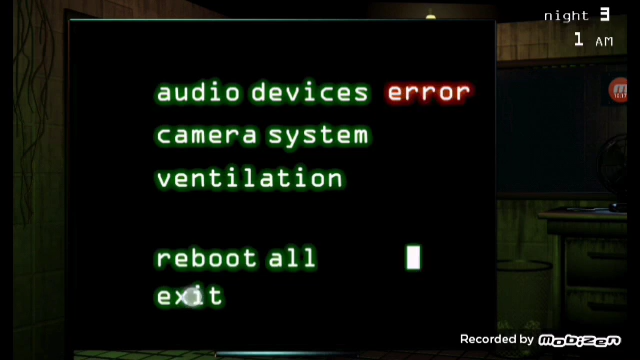 night 3
1 AM
audio devices error
camera system
ventilation
reboot all
exit
Recorded by mobizen